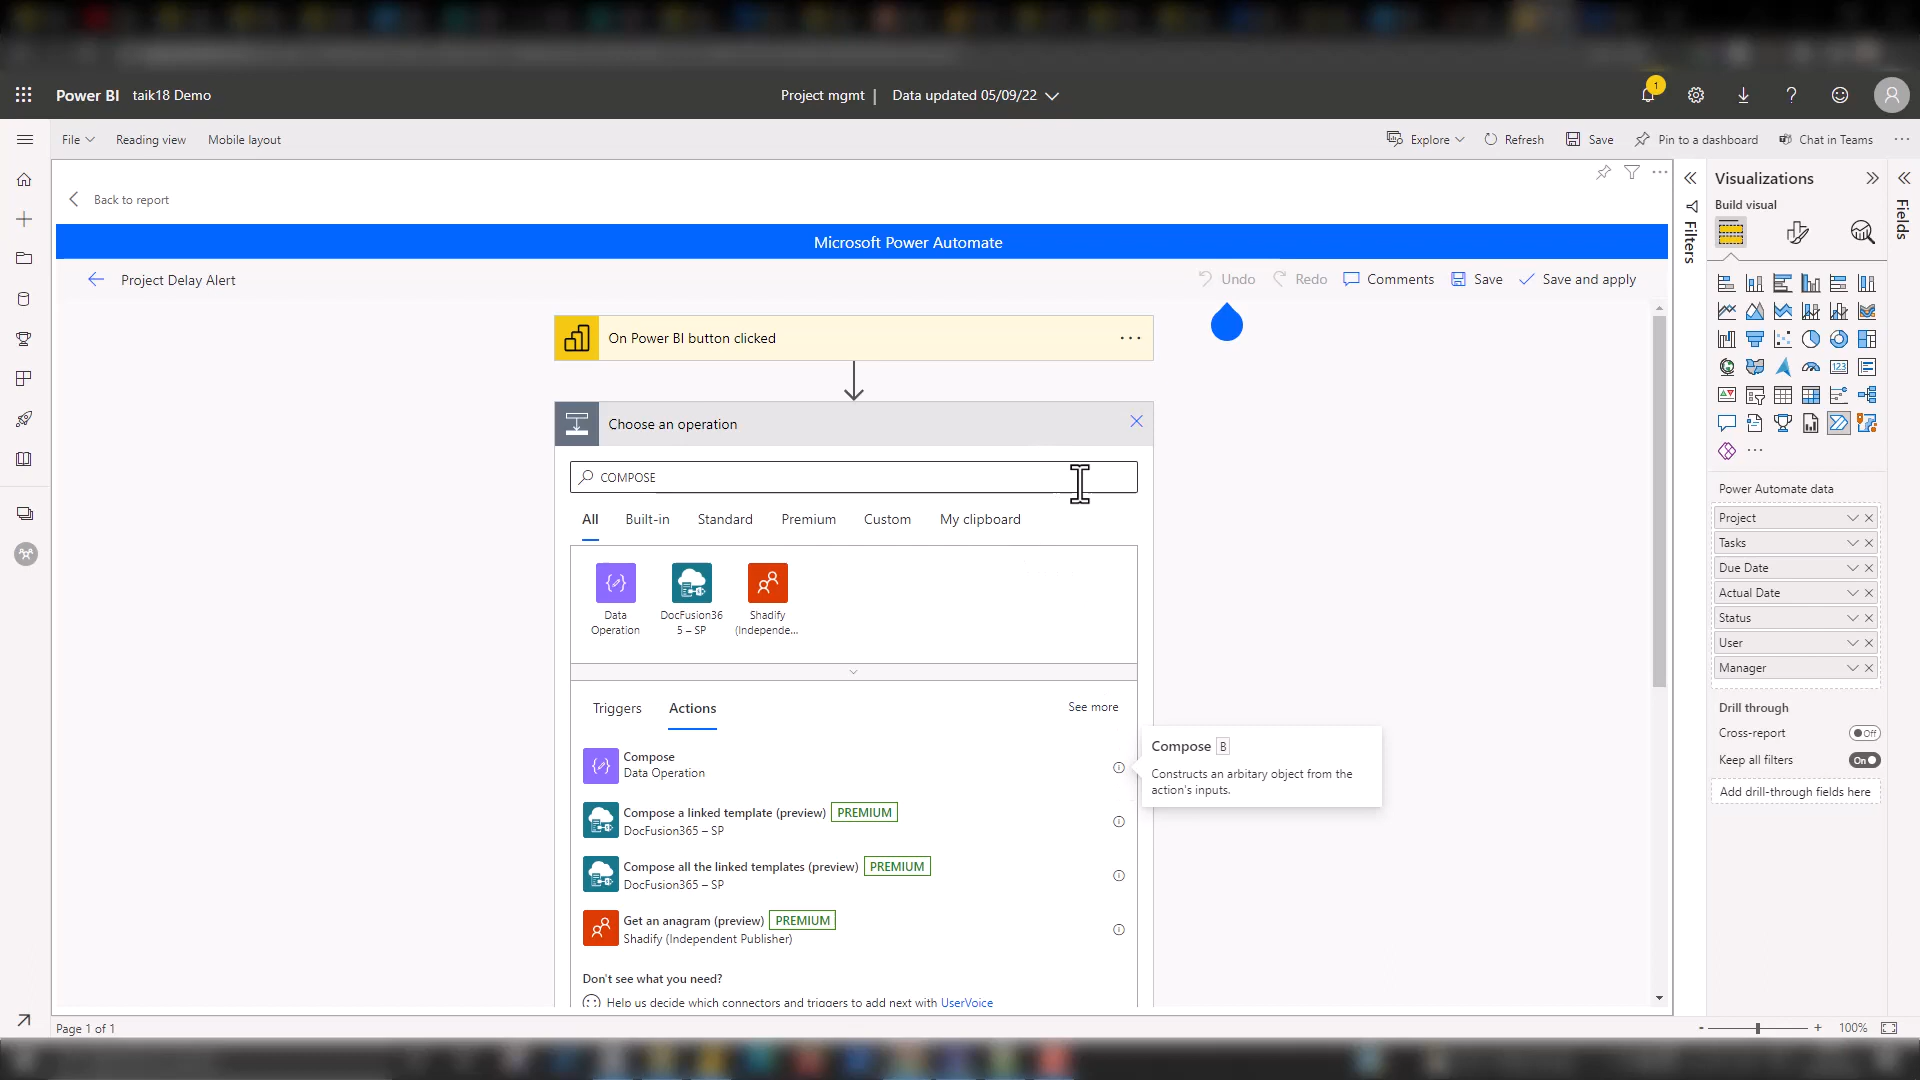 Power BI taik18 Demo
Project mgmt | Data updated 05/09/22
1
File Reading view Mobile layout
Explore Refresh Save Pin to a dashboard Chat in Teams ...
Back to report
Microsoft Power Automate
Project Delay Alert
Undo Redo Comments Save Save and apply
On Power BI button clicked
Choose an operation
COMPOSE
All Built-in Standard Premium Custom My clipboard
Data
Operation
DocFusion36
5 – SP
Shadify
(Independe...
Triggers Actions See more
Compose
Data Operation
Compose a linked template (preview) PREMIUM
DocFusion365 – SP
Compose all the linked templates (preview) PREMIUM
DocFusion365 – SP
Get an anagram (preview) PREMIUM
Shadify (Independent Publisher)
Don't see what you need?
Help us decide which connectors and triggers to add next with UserVoice
Compose B
Constructs an arbitary object from the
action's inputs.
Filters
Visualizations
Build visual
123
Power Automate data
Project
Tasks
Due Date
Actual Date
Status
User
Manager
Drill through
Cross-report Off
Keep all filters On
Add drill-through fields here
Fields
Page 1 of 1
- + 100%